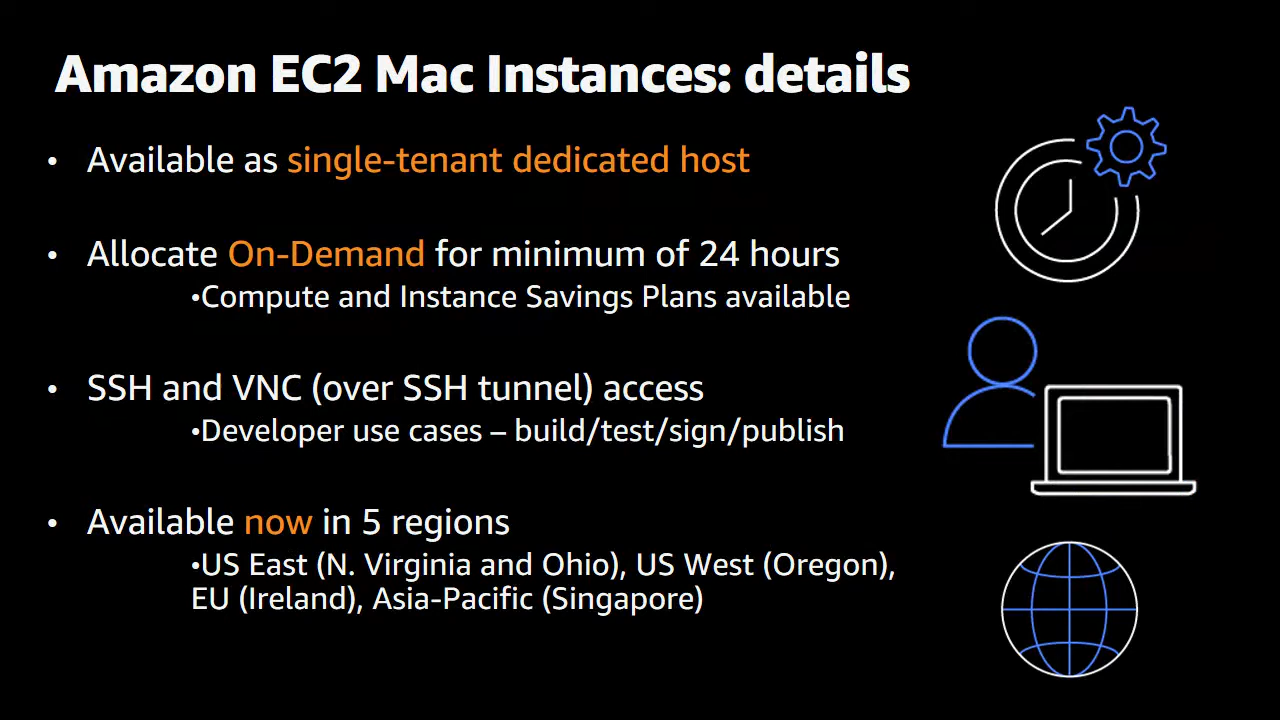 Amazon EC2 Mac Instances: details
• Available as single-tenant dedicated host
• Allocate On-Demand for minimum of 24 hours
•Compute and Instance Savings Plans available
• SSH and VNC (over SSH tunnel) access
•Developer use cases – build/test/sign/publish
• Available now in 5 regions
•US East (N. Virginia and Ohio), US West (Oregon),
EU (Ireland), Asia-Pacific (Singapore)